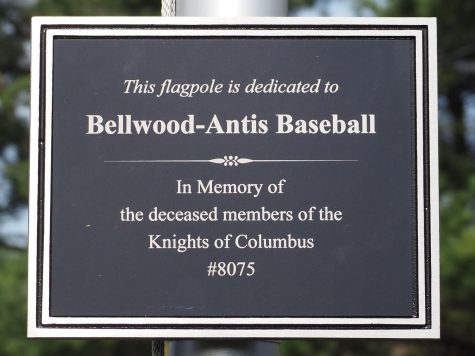 This flagpole is dedicated to
Bellwood-Antis Baseball
In Memory of
the deceased members of the
Knights of Columbus
#8075